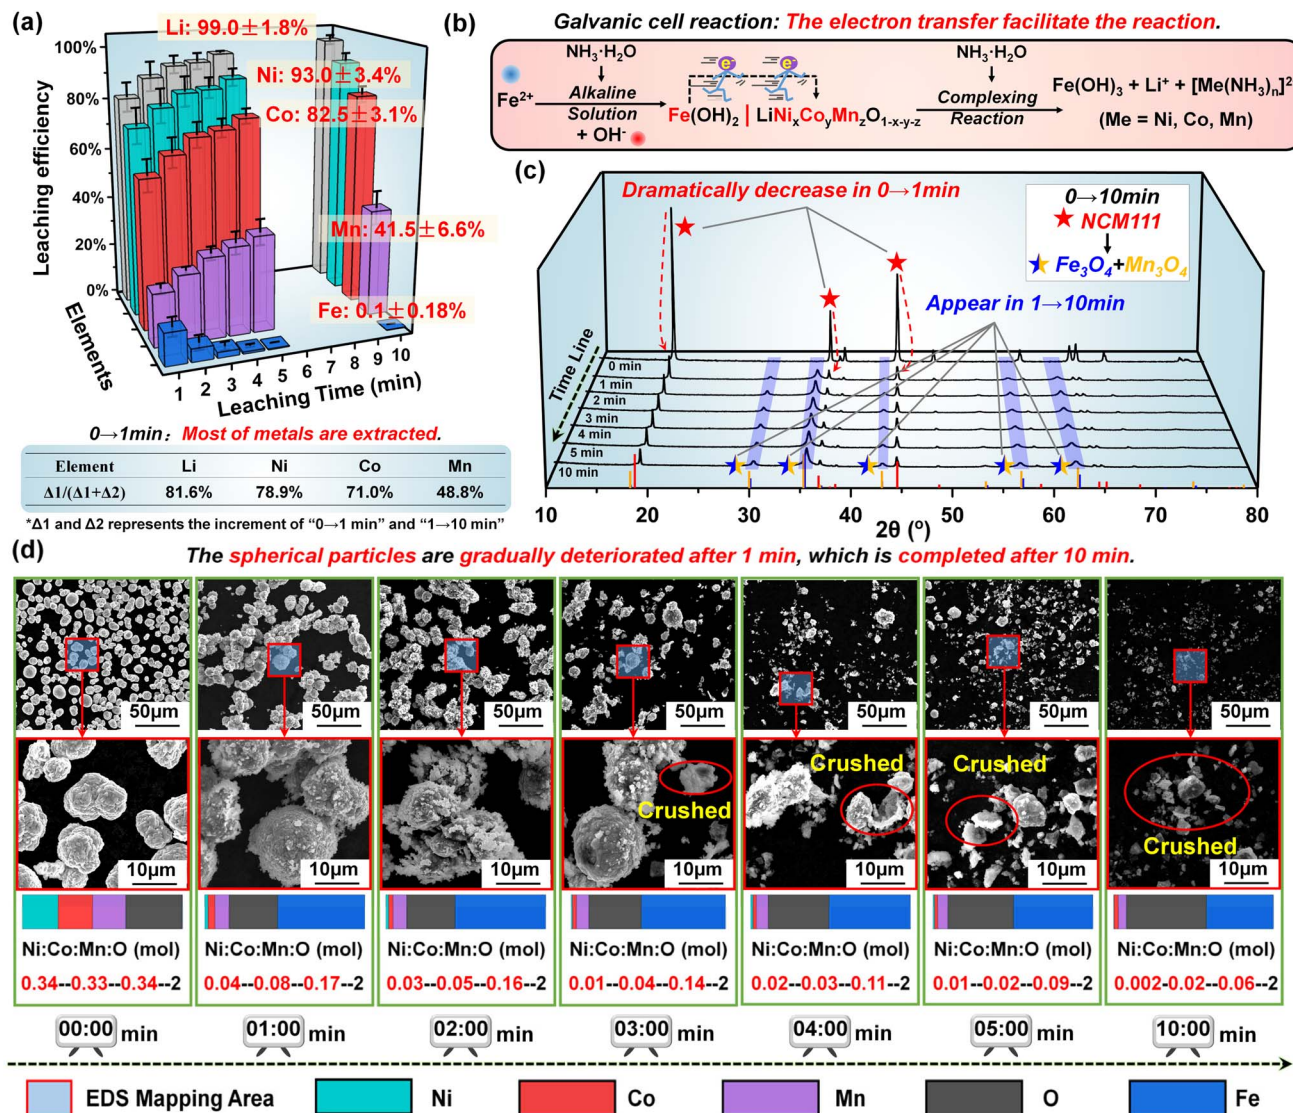 (a)
Li: 99.0±1.8%
Ni: 93.0±3.4%
Co: 82.5±3.1%
Mn: 41.5±6.6%
Fe: 0.1±0.18%
100%
80%
60%
40%
20%
0%
Leaching efficiency
Elements
1 2 3 4 5 6 7 8 9 10
Leaching Time (min)
0→1min: Most of metals are extracted.
Element Li Ni Co Mn
Δ1/(Δ1+Δ2) 81.6% 78.9% 71.0% 48.8%
*Δ1 and Δ2 represents the increment of “0→1 min” and “1→10 min”
(b)
Galvanic cell reaction: The electron transfer facilitate the reaction.
Fe²⁺
NH₃·H₂O
Alkaline
Solution
+ OH⁻
e⁻ e⁻
Fe(OH)₂ | LiNiₓCoᵧMn_zO₁₋ₓ₋ᵧ₋z
NH₃·H₂O
Complexing
Reaction
Fe(OH)₃ + Li⁺ + [Me(NH₃)ₙ]²
(Me = Ni, Co, Mn)
(c)
Dramatically decrease in 0→1min
0→10min
NCM111
Fe₃O₄+Mn₃O₄
Appear in 1→10min
Time Line
0 min
1 min
2 min
3 min
4 min
5 min
10 min
10 20 30 40 50 60 70 80
2θ (°)
(d)
The spherical particles are gradually deteriorated after 1 min, which is completed after 10 min.
50μm 50μm 50μm 50μm 50μm 50μm 50μm
Crushed Crushed Crushed Crushed
10μm 10μm 10μm 10μm 10μm 10μm 10μm
Ni:Co:Mn:O (mol) Ni:Co:Mn:O (mol) Ni:Co:Mn:O (mol) Ni:Co:Mn:O (mol) Ni:Co:Mn:O (mol) Ni:Co:Mn:O (mol) Ni:Co:Mn:O (mol)
0.34--0.33--0.34--2 0.04--0.08--0.17--2 0.03--0.05--0.16--2 0.01--0.04--0.14--2 0.02--0.03--0.11--2 0.01--0.02--0.09--2 0.002-0.02--0.06--2
00:00 min 01:00 min 02:00 min 03:00 min 04:00 min 05:00 min 10:00 min
EDS Mapping Area Ni Co Mn O Fe